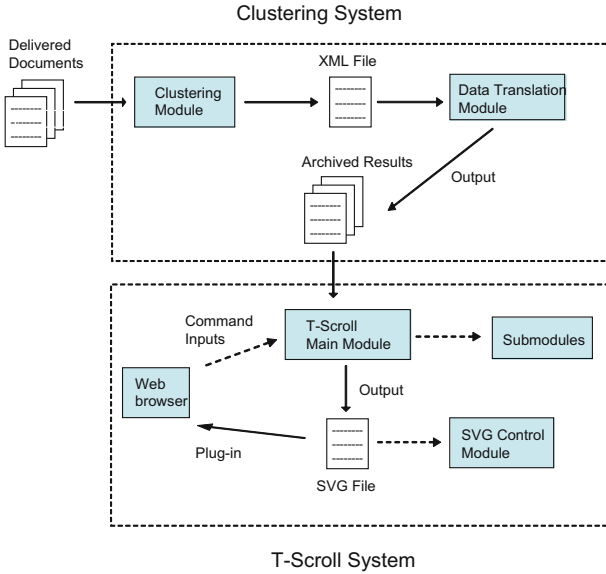 Clustering System
Delivered
Documents
XML File
Clustering
Module
Data Translation
Module
Archived Results
Output
Command
Inputs
T-Scroll
Main Module
Submodules
Web
browser
Output
Plug-in
SVG Control
Module
SVG File
T-Scroll System